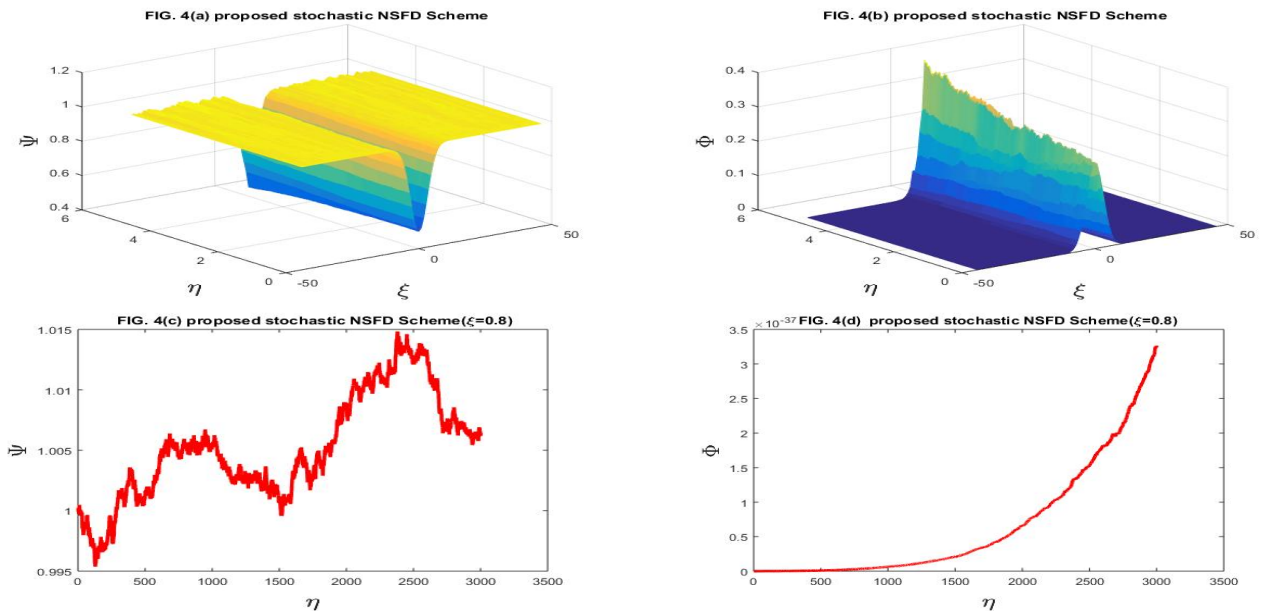 FIG. 4(a) proposed stochastic NSFD Scheme
1.2
1
0.8
0.6
0.4
Ψ
6
4
2
0
η
-50
0
50
ξ
FIG. 4(b) proposed stochastic NSFD Scheme
0.4
0.3
0.2
0.1
0
Φ
6
4
2
0
η
-50
0
50
ξ
FIG. 4(c) proposed stochastic NSFD Scheme(ξ=0.8)
1.015
1.01
1.005
1
0.995
Ψ
0 500 1000 1500 2000 2500 3000 3500
η
×10-37
FIG. 4(d) proposed stochastic NSFD Scheme(ξ=0.8)
3.5
3
2.5
2
1.5
1
0.5
0
Φ
0 500 1000 1500 2000 2500 3000 3500
η